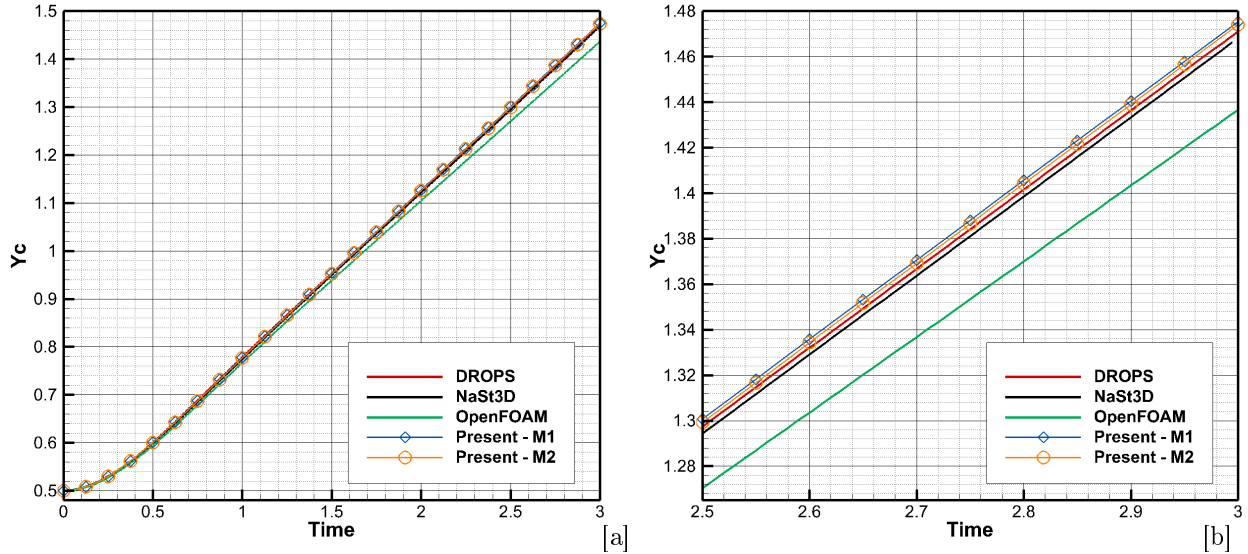 1.5
1.4
1.3
1.2
1.1
1
0.9
0.8
0.7
0.6
0.5
Yc
0 0.5 1 1.5 2 2.5 3
Time
DROPS
NaSt3D
OpenFOAM
Present - M1
Present - M2
[a]
1.48
1.46
1.44
1.42
1.4
1.38
1.36
1.34
1.32
1.3
1.28
Yc
2.5 2.6 2.7 2.8 2.9 3
Time
DROPS
NaSt3D
OpenFOAM
Present - M1
Present - M2
[b]